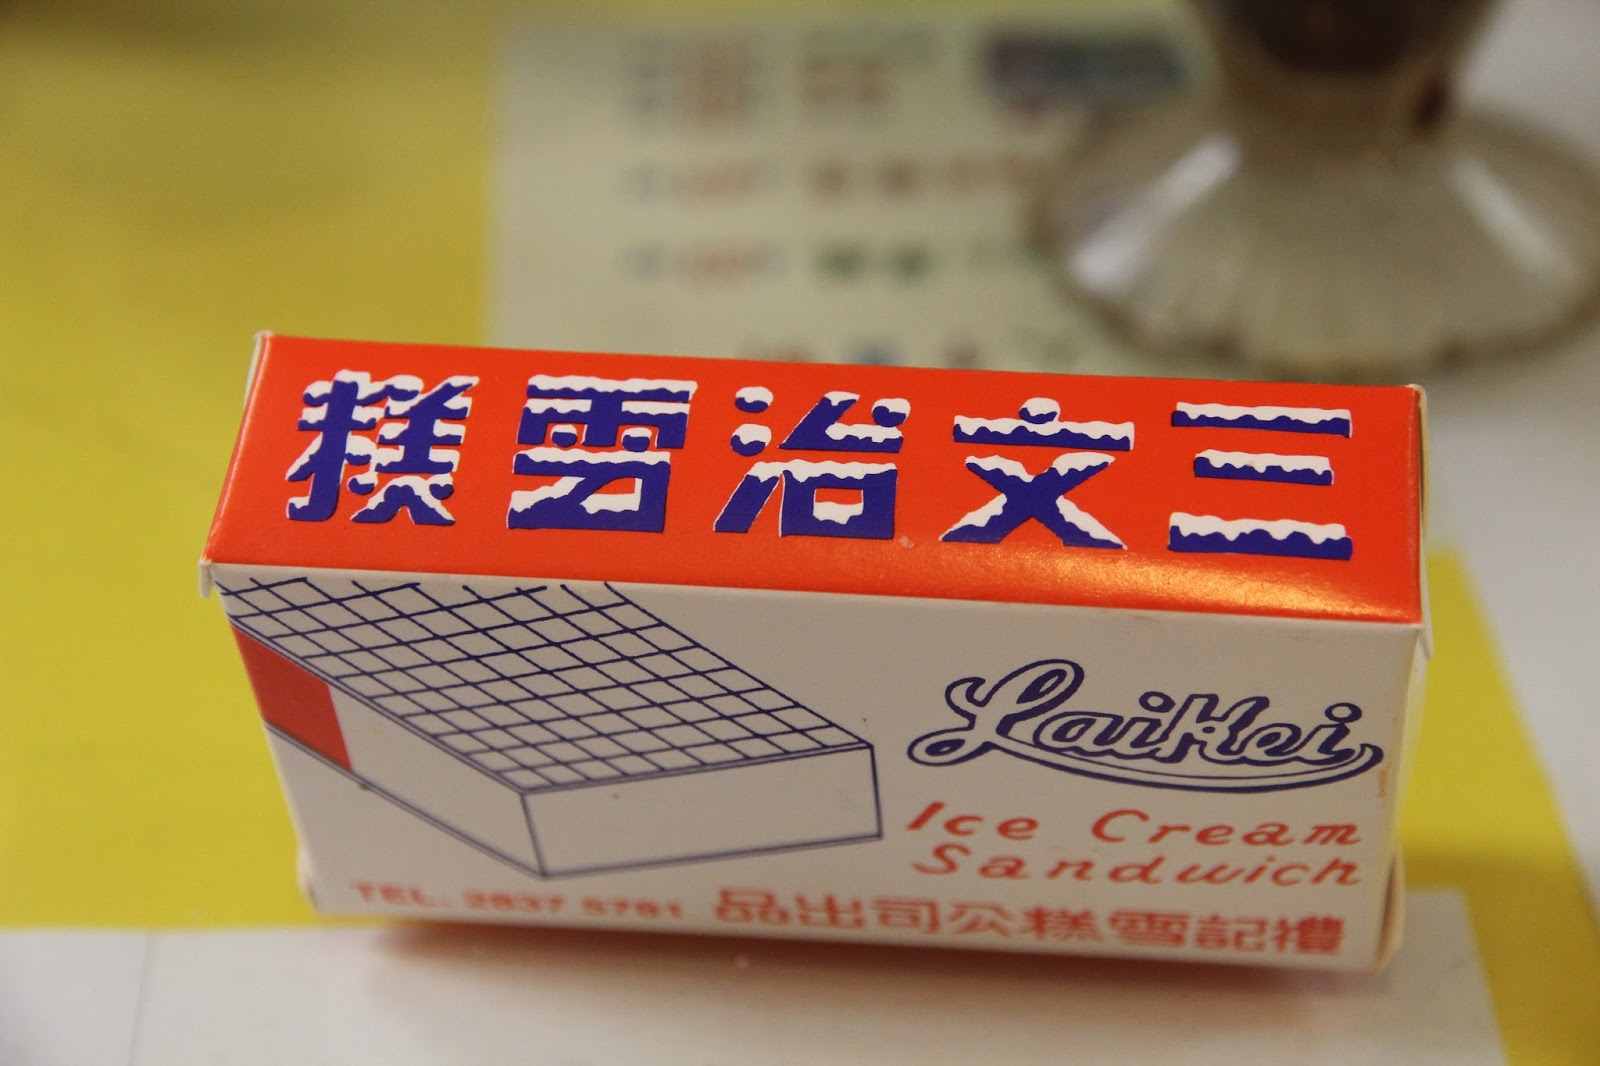 三文治雪糕
LaiKei
Ice Cream
Sandwich
禮記雪糕公司出品
TEL: 2837 5781